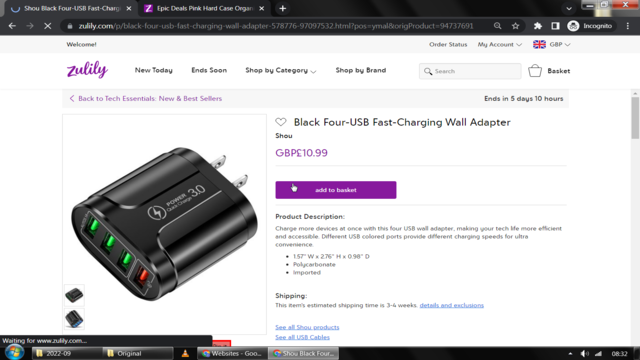 Shou Black Four-USB Fast-Chargi
Epic Deals Pink Hard Case Organi
zulily.com/p/black-four-usb-fast-charging-wall-adapter-578776-97097532.html?pos=ymal&origProduct=94737691
Incognito
Welcome!
Order Status
My Account
GBP
zulily
New Today
Ends Soon
Shop by Category
Shop by Brand
Search
Basket
Back to Tech Essentials: New & Best Sellers
Ends in 5 days 10 hours
Black Four-USB Fast-Charging Wall Adapter
Shou
GBP£10.99
add to basket
POWER 3.0
Quick Charge
Product Description:
Charge more devices at once with this four USB wall adapter, making your tech life more efficient
and accessible. Different USB colored ports provide different charging speeds for ultra
convenience.
• 1.57" W x 2.76" H x 0.98" D
• Polycarbonate
• Imported
Shipping:
This item's estimated shipping time is 3-4 weeks. details and exclusions
See all Shou products
See all USB Cables
Waiting for www.zulily.com...
2022-09
Original
Websites - Goo...
Shou Black Four...
08:32